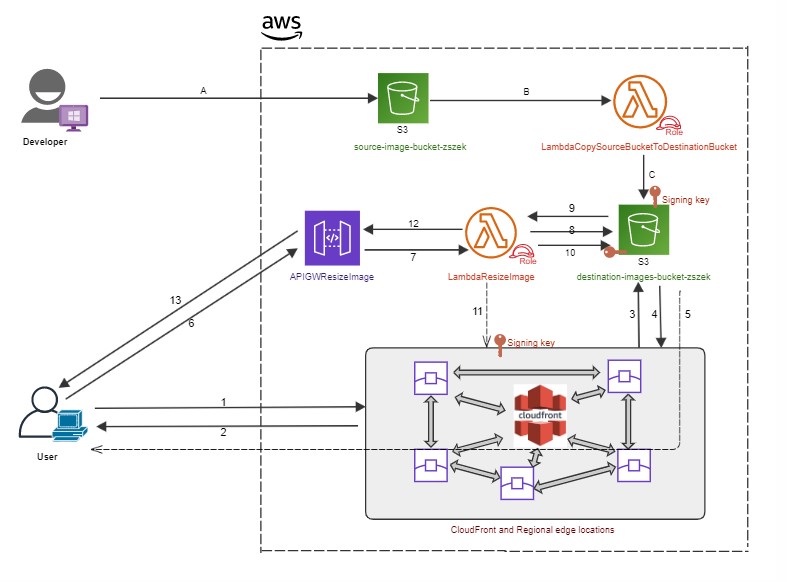 aws
A
B
Developer
S3
source-image-bucket-zszek
Role
LambdaCopySourceBucketToDestinationBucket
C
Signing key
9
12
8
7
10
Role
S3
APIGWResizeImage
LambdaResizeImage
destination-images-bucket-zszek
13
6
11
3
4
5
Signing key
1
cloudfront
2
User
CloudFront and Regional edge locations